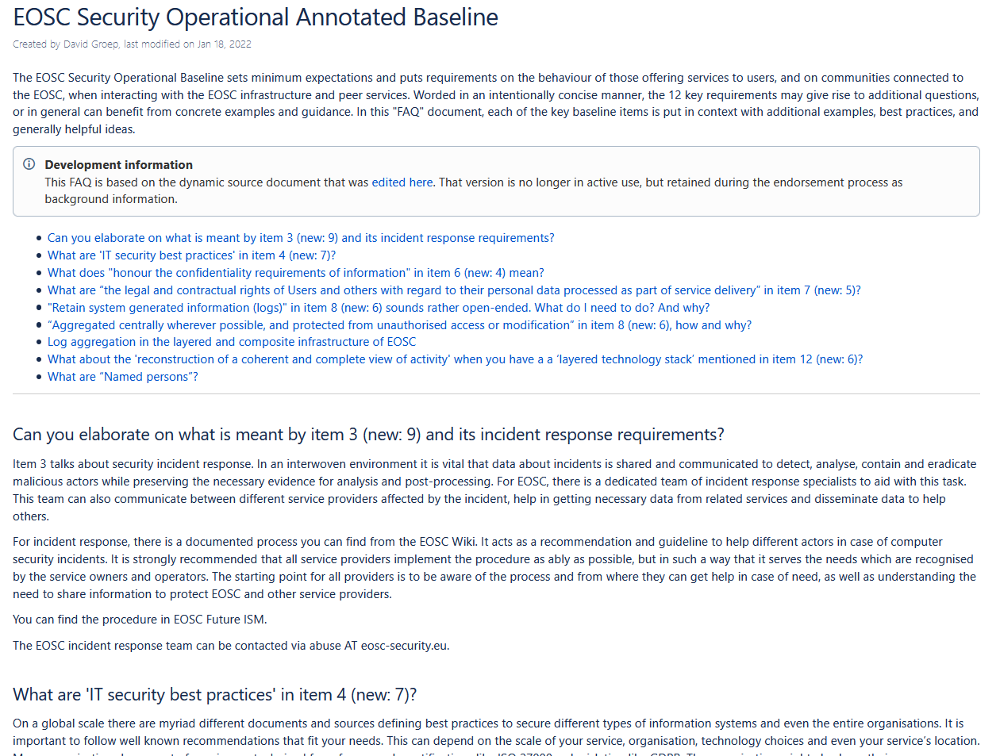 EOSC Security Operational Annotated Baseline
Created by David Groep, last modified on Jan 18, 2022
The EOSC Security Operational Baseline sets minimum expectations and puts requirements on the behaviour of those offering services to users, and on communities connected to
the EOSC, when interacting with the EOSC infrastructure and peer services. Worded in an intentionally concise manner, the 12 key requirements may give rise to additional questions,
or in general can benefit from concrete examples and guidance. In this "FAQ" document, each of the key baseline items is put in context with additional examples, best practices, and
generally helpful ideas.
Development information
This FAQ is based on the dynamic source document that was edited here. That version is no longer in active use, but retained during the endorsement process as
background information.
• Can you elaborate on what is meant by item 3 (new: 9) and its incident response requirements?
• What are 'IT security best practices' in item 4 (new: 7)?
• What does "honour the confidentiality requirements of information" in item 6 (new: 4) mean?
• What are “the legal and contractual rights of Users and others with regard to their personal data processed as part of service delivery” in item 7 (new: 5)?
• "Retain system generated information (logs)" in item 8 (new: 6) sounds rather open-ended. What do I need to do? And why?
• “Aggregated centrally wherever possible, and protected from unauthorised access or modification” in item 8 (new: 6), how and why?
• Log aggregation in the layered and composite infrastructure of EOSC
• What about the 'reconstruction of a coherent and complete view of activity' when you have a a ‘layered technology stack’ mentioned in item 12 (new: 6)?
• What are “Named persons”?
Can you elaborate on what is meant by item 3 (new: 9) and its incident response requirements?
Item 3 talks about security incident response. In an interwoven environment it is vital that data about incidents is shared and communicated to detect, analyse, contain and eradicate
malicious actors while preserving the necessary evidence for analysis and post-processing. For EOSC, there is a dedicated team of incident response specialists to aid with this task.
This team can also communicate between different service providers affected by the incident, help in getting necessary data from related services and disseminate data to help
others.
For incident response, there is a documented process you can find from the EOSC Wiki. It acts as a recommendation and guideline to help different actors in case of computer
security incidents. It is strongly recommended that all service providers implement the procedure as ably as possible, but in such a way that it serves the needs which are recognised
by the service owners and operators. The starting point for all providers is to be aware of the process and from where they can get help in case of need, as well as understanding the
need to share information to protect EOSC and other service providers.
You can find the procedure in EOSC Future ISM.
The EOSC incident response team can be contacted via abuse AT eosc-security.eu.
What are 'IT security best practices' in item 4 (new: 7)?
On a global scale there are myriad different documents and sources defining best practices to secure different types of information systems and even the entire organisations. It is
important to follow well known recommendations that fit your needs. This can depend on the scale of your service, organisation, technology choices and even your service’s location.